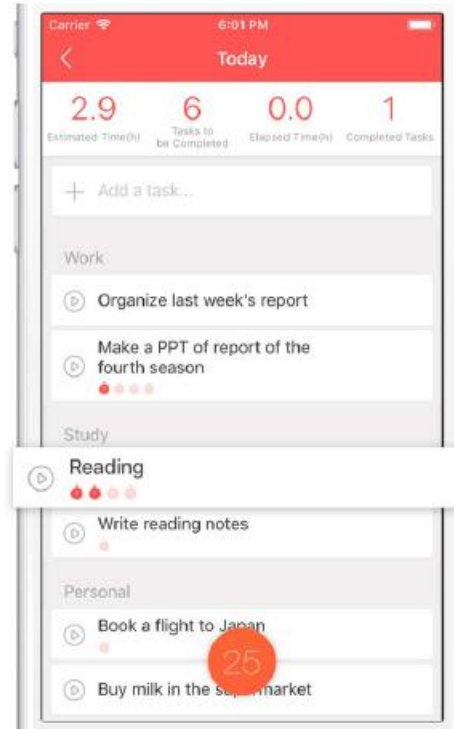 Carrier 6:01 PM
Today
2.9 6 0.0 1
Estimated Time(h) Tasks to be Completed Elapsed Time(h) Completed Tasks
+ Add a task...
Work
Organize last week's report
Make a PPT of report of the
fourth season
Study
Reading
Write reading notes
Personal
Book a flight to Japan
25
Buy milk in the supermarket